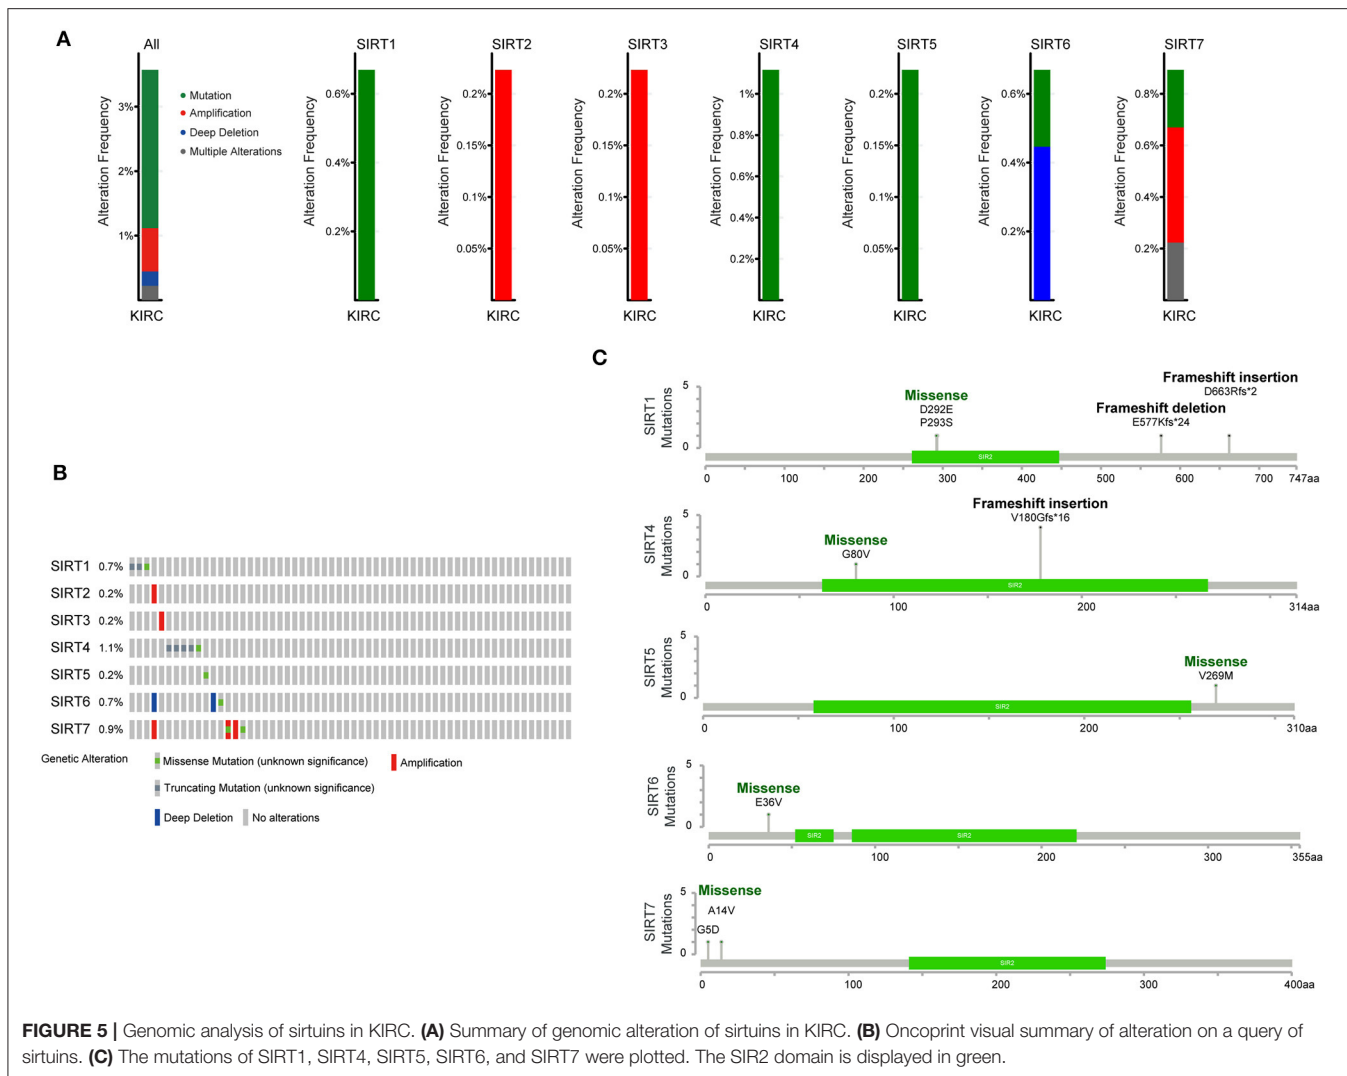 A
All
SIRT1
SIRT2
SIRT3
SIRT4
SIRT5
SIRT6
SIRT7
Alteration Frequency
3%
2%
1%
KIRC
Mutation
Amplification
Deep Deletion
Multiple Alterations
Alteration Frequency
0.6%
0.4%
0.2%
KIRC
Alteration Frequency
0.2%
0.15%
0.1%
0.05%
KIRC
Alteration Frequency
0.2%
0.15%
0.1%
0.05%
KIRC
Alteration Frequency
1%
0.8%
0.6%
0.4%
0.2%
KIRC
Alteration Frequency
0.2%
0.15%
0.1%
0.05%
KIRC
Alteration Frequency
0.6%
0.4%
0.2%
KIRC
Alteration Frequency
0.8%
0.6%
0.4%
0.2%
KIRC
B
SIRT1 0.7%
SIRT2 0.2%
SIRT3 0.2%
SIRT4 1.1%
SIRT5 0.2%
SIRT6 0.7%
SIRT7 0.9%
Genetic Alteration
Missense Mutation (unknown significance)
Amplification
Truncating Mutation (unknown significance)
Deep Deletion
No alterations
C
SIRT1
Mutations
5
0
Missense
D292E
P293S
Frameshift deletion
E577Kfs*24
Frameshift insertion
D663Rfs*2
SIR2
0 100 200 300 400 500 600 700 747aa
SIRT4
Mutations
5
0
Missense
G80V
Frameshift insertion
V180Gfs*16
SIR2
0 100 200 314aa
SIRT5
Mutations
5
0
Missense
V269M
SIR2
0 100 200 310aa
SIRT6
Mutations
5
0
Missense
E36V
SIR2 SIR2
0 100 200 300 355aa
SIRT7
Mutations
5
0
Missense
A14V
G5D
SIR2
0 100 200 300 400aa
FIGURE 5 | Genomic analysis of sirtuins in KIRC. (A) Summary of genomic alteration of sirtuins in KIRC. (B) Oncoprint visual summary of alteration on a query of
sirtuins. (C) The mutations of SIRT1, SIRT4, SIRT5, SIRT6, and SIRT7 were plotted. The SIR2 domain is displayed in green.